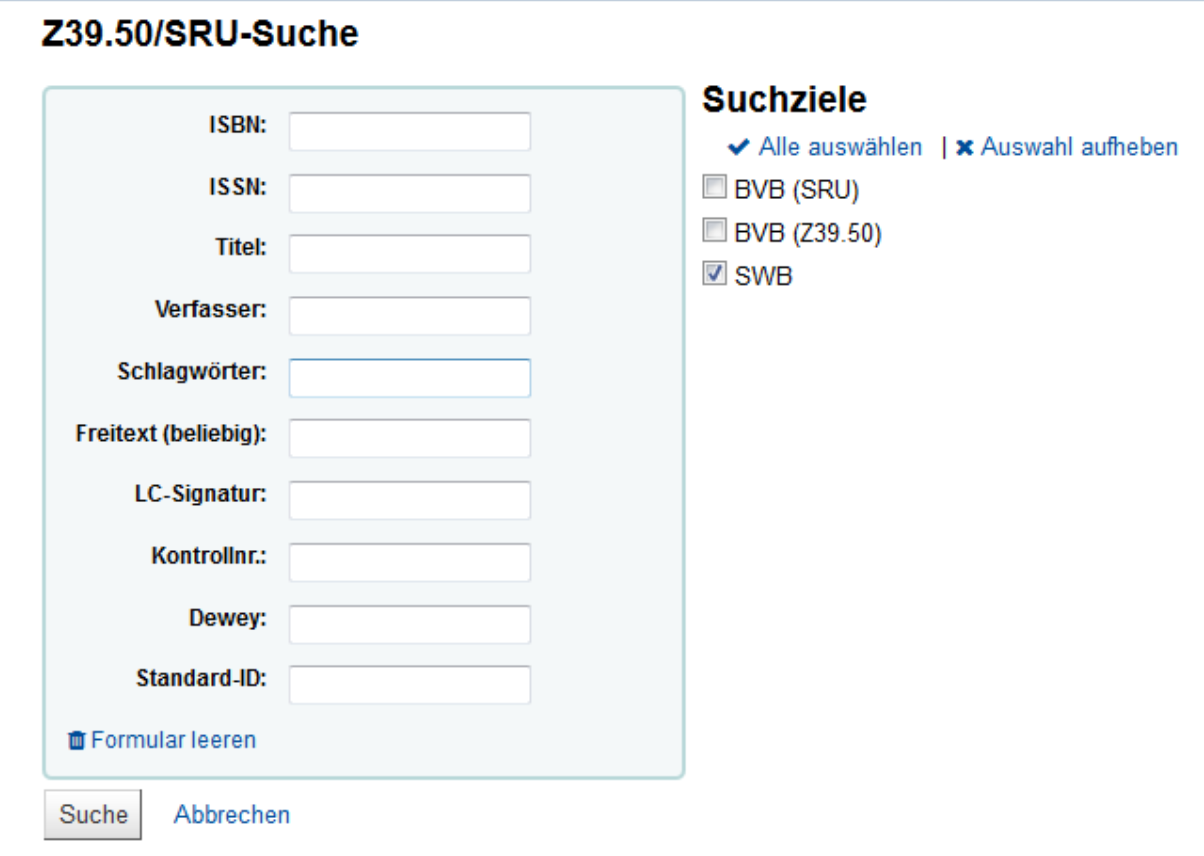 Z39.50/SRU-Suche
ISBN:
ISSN:
Titel:
Verfasser:
Schlagwörter:
Freitext (beliebig):
LC-Signatur:
Kontrollnr.:
Dewey:
Standard-ID:
Formular leeren
Suche Abbrechen
Suchziele
Alle auswählen | Auswahl aufheben
BVB (SRU)
BVB (Z39.50)
SWB